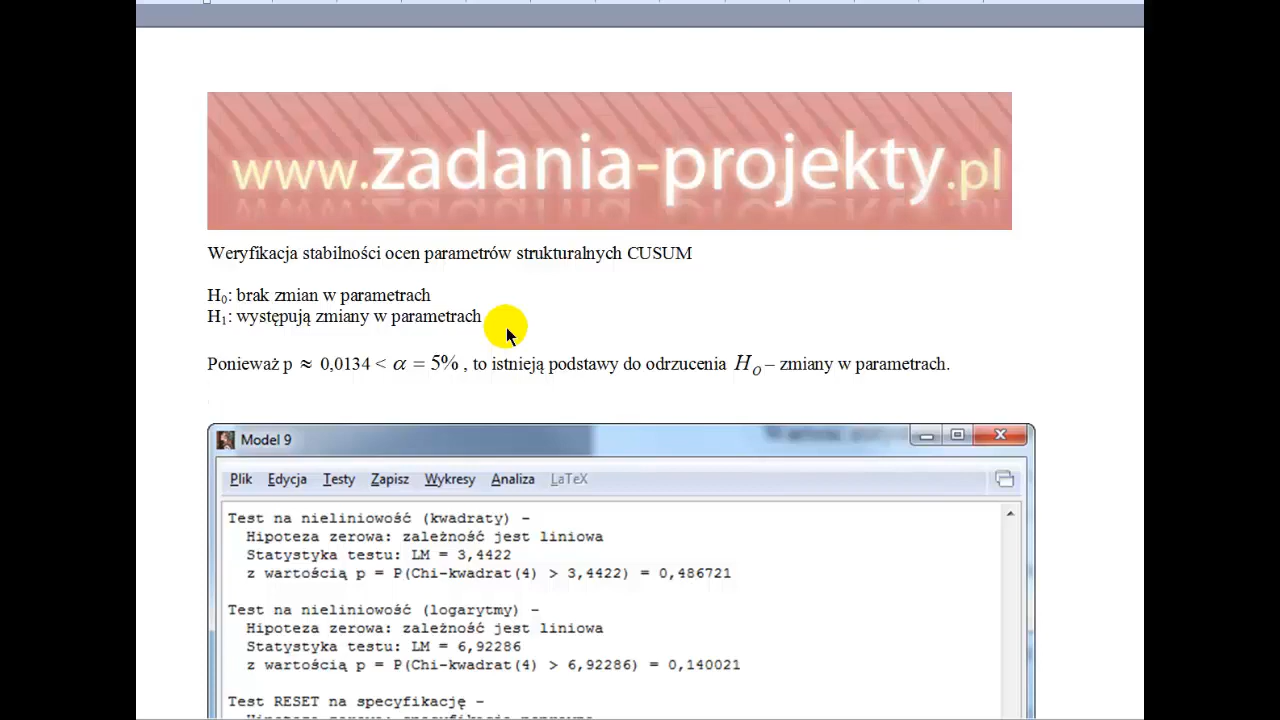 www.zadania-projekty.pl
Weryfikacja stabilności ocen parametrów strukturalnych CUSUM
H₀: brak zmian w parametrach
H₁: występują zmiany w parametrach
Ponieważ p ≈ 0,0134 < α = 5% , to istnieją podstawy do odrzucenia H_O – zmiany w parametrach.
Model 9
Plik Edycja Testy Zapisz Wykresy Analiza LaTeX
Test na nieliniowość (kwadraty) -
Hipoteza zerowa: zależność jest liniowa
Statystyka testu: LM = 3,4422
z wartością p = P(Chi-kwadrat(4) > 3,4422) = 0,486721
Test na nieliniowość (logarytmy) -
Hipoteza zerowa: zależność jest liniowa
Statystyka testu: LM = 6,92286
z wartością p = P(Chi-kwadrat(4) > 6,92286) = 0,140021
Test RESET na specyfikację -